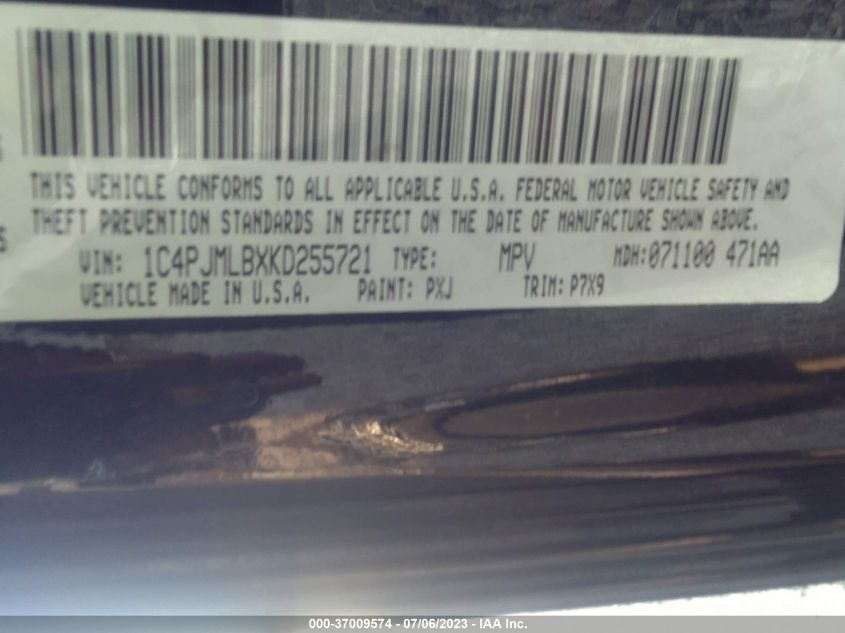 THIS VEHICLE CONFORMS TO ALL APPLICABLE U.S.A. FEDERAL MOTOR VEHICLE SAFETY AND
THEFT PREVENTION STANDARDS IN EFFECT ON THE DATE OF MANUFACTURE SHOWN ABOVE.
VIN: 1C4PJMLBXKD255721 TYPE: MPV MDH:071100 471AA
VEHICLE MADE IN U.S.A. PAINT: PXJ TRIM: P7X9
000-37009574 - 07/06/2023 - IAA Inc.